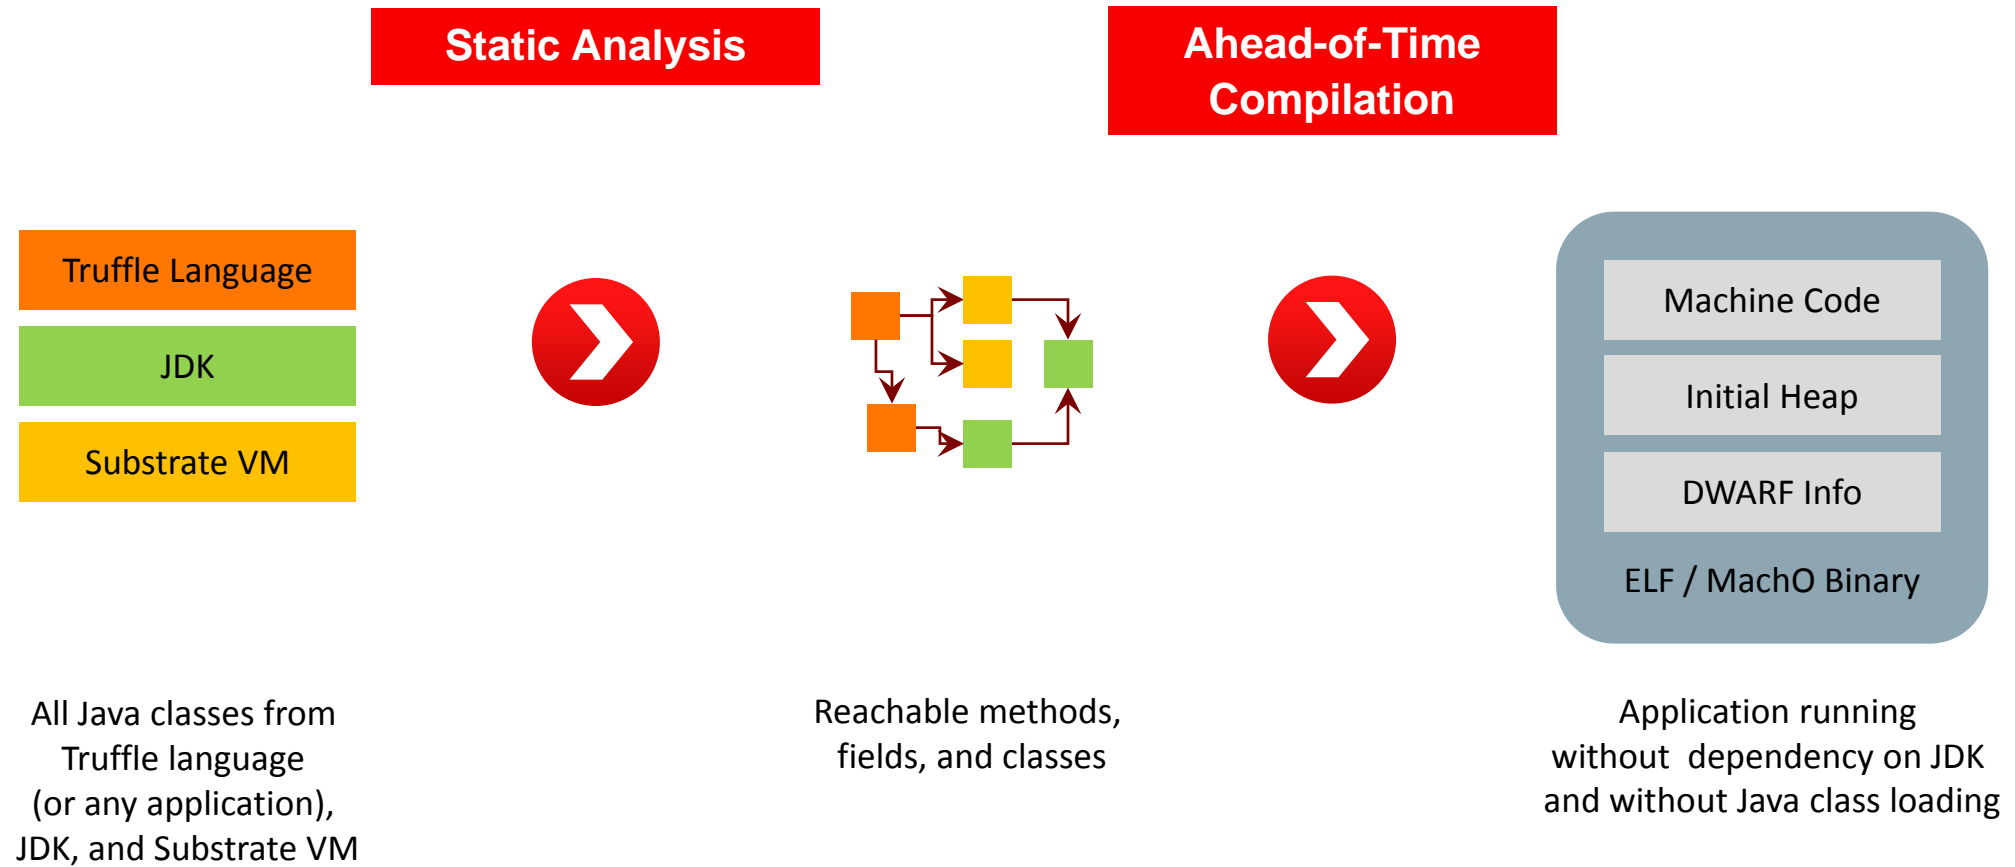 Static Analysis
Ahead-of-Time
Compilation
Truffle Language
JDK
Substrate VM
Machine Code
Initial Heap
DWARF Info
ELF / MachO Binary
All Java classes from
Truffle language
(or any application),
JDK, and Substrate VM
Reachable methods,
fields, and classes
Application running
without dependency on JDK
and without Java class loading